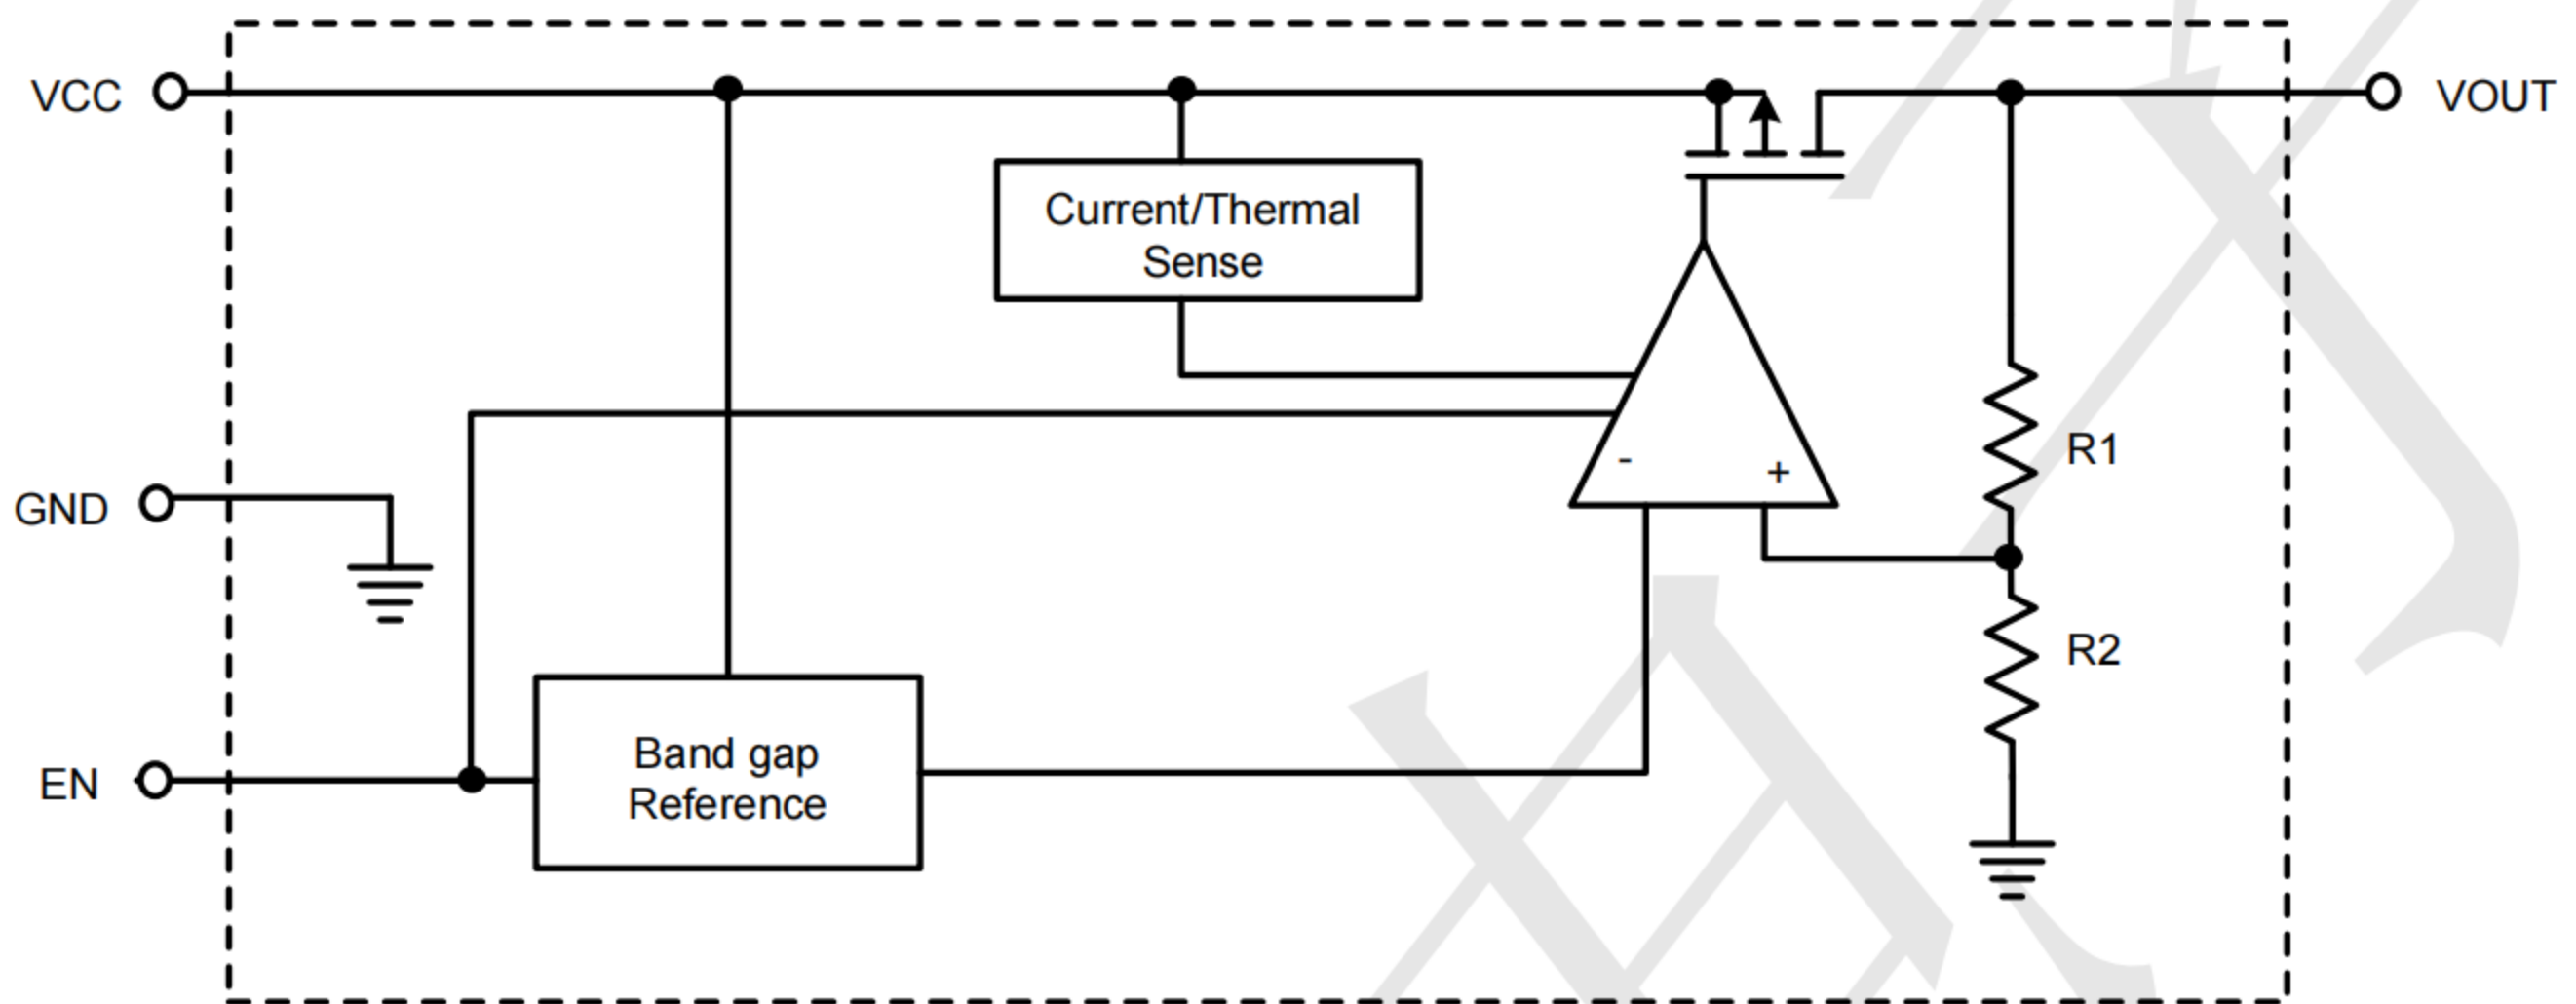 VCC
VOUT
Current/Thermal
Sense
R1
-
+
GND
R2
EN
Band gap
Reference